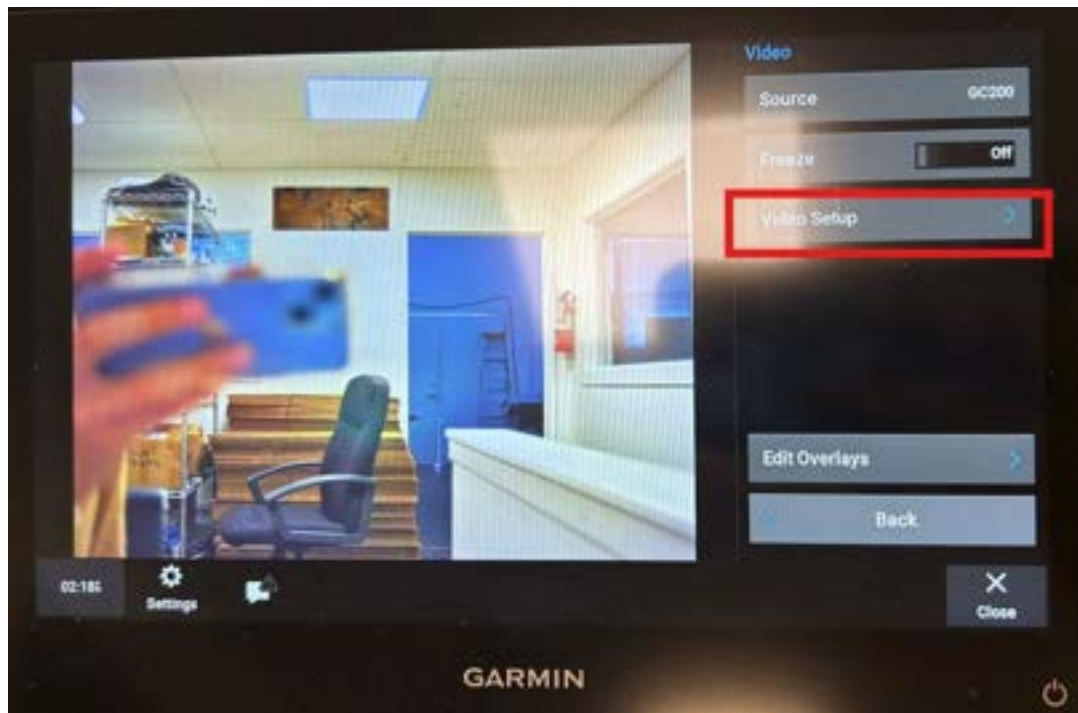 Video
Source
GC200
Freeze
Off
Video Setup
Edit Overlays
Back
Settings
Close
GARMIN